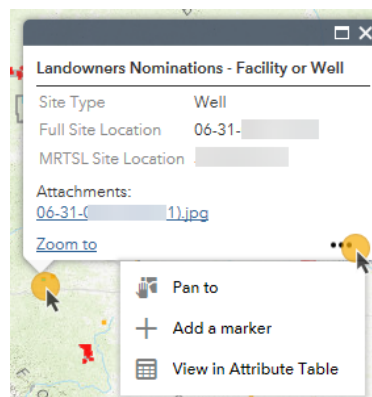 Landowners Nominations - Facility or Well
Site Type Well
Full Site Location 06-31-
MRTSL Site Location
Attachments:
06-31-0 1).jpg
Zoom to
Pan to
Add a marker
View in Attribute Table